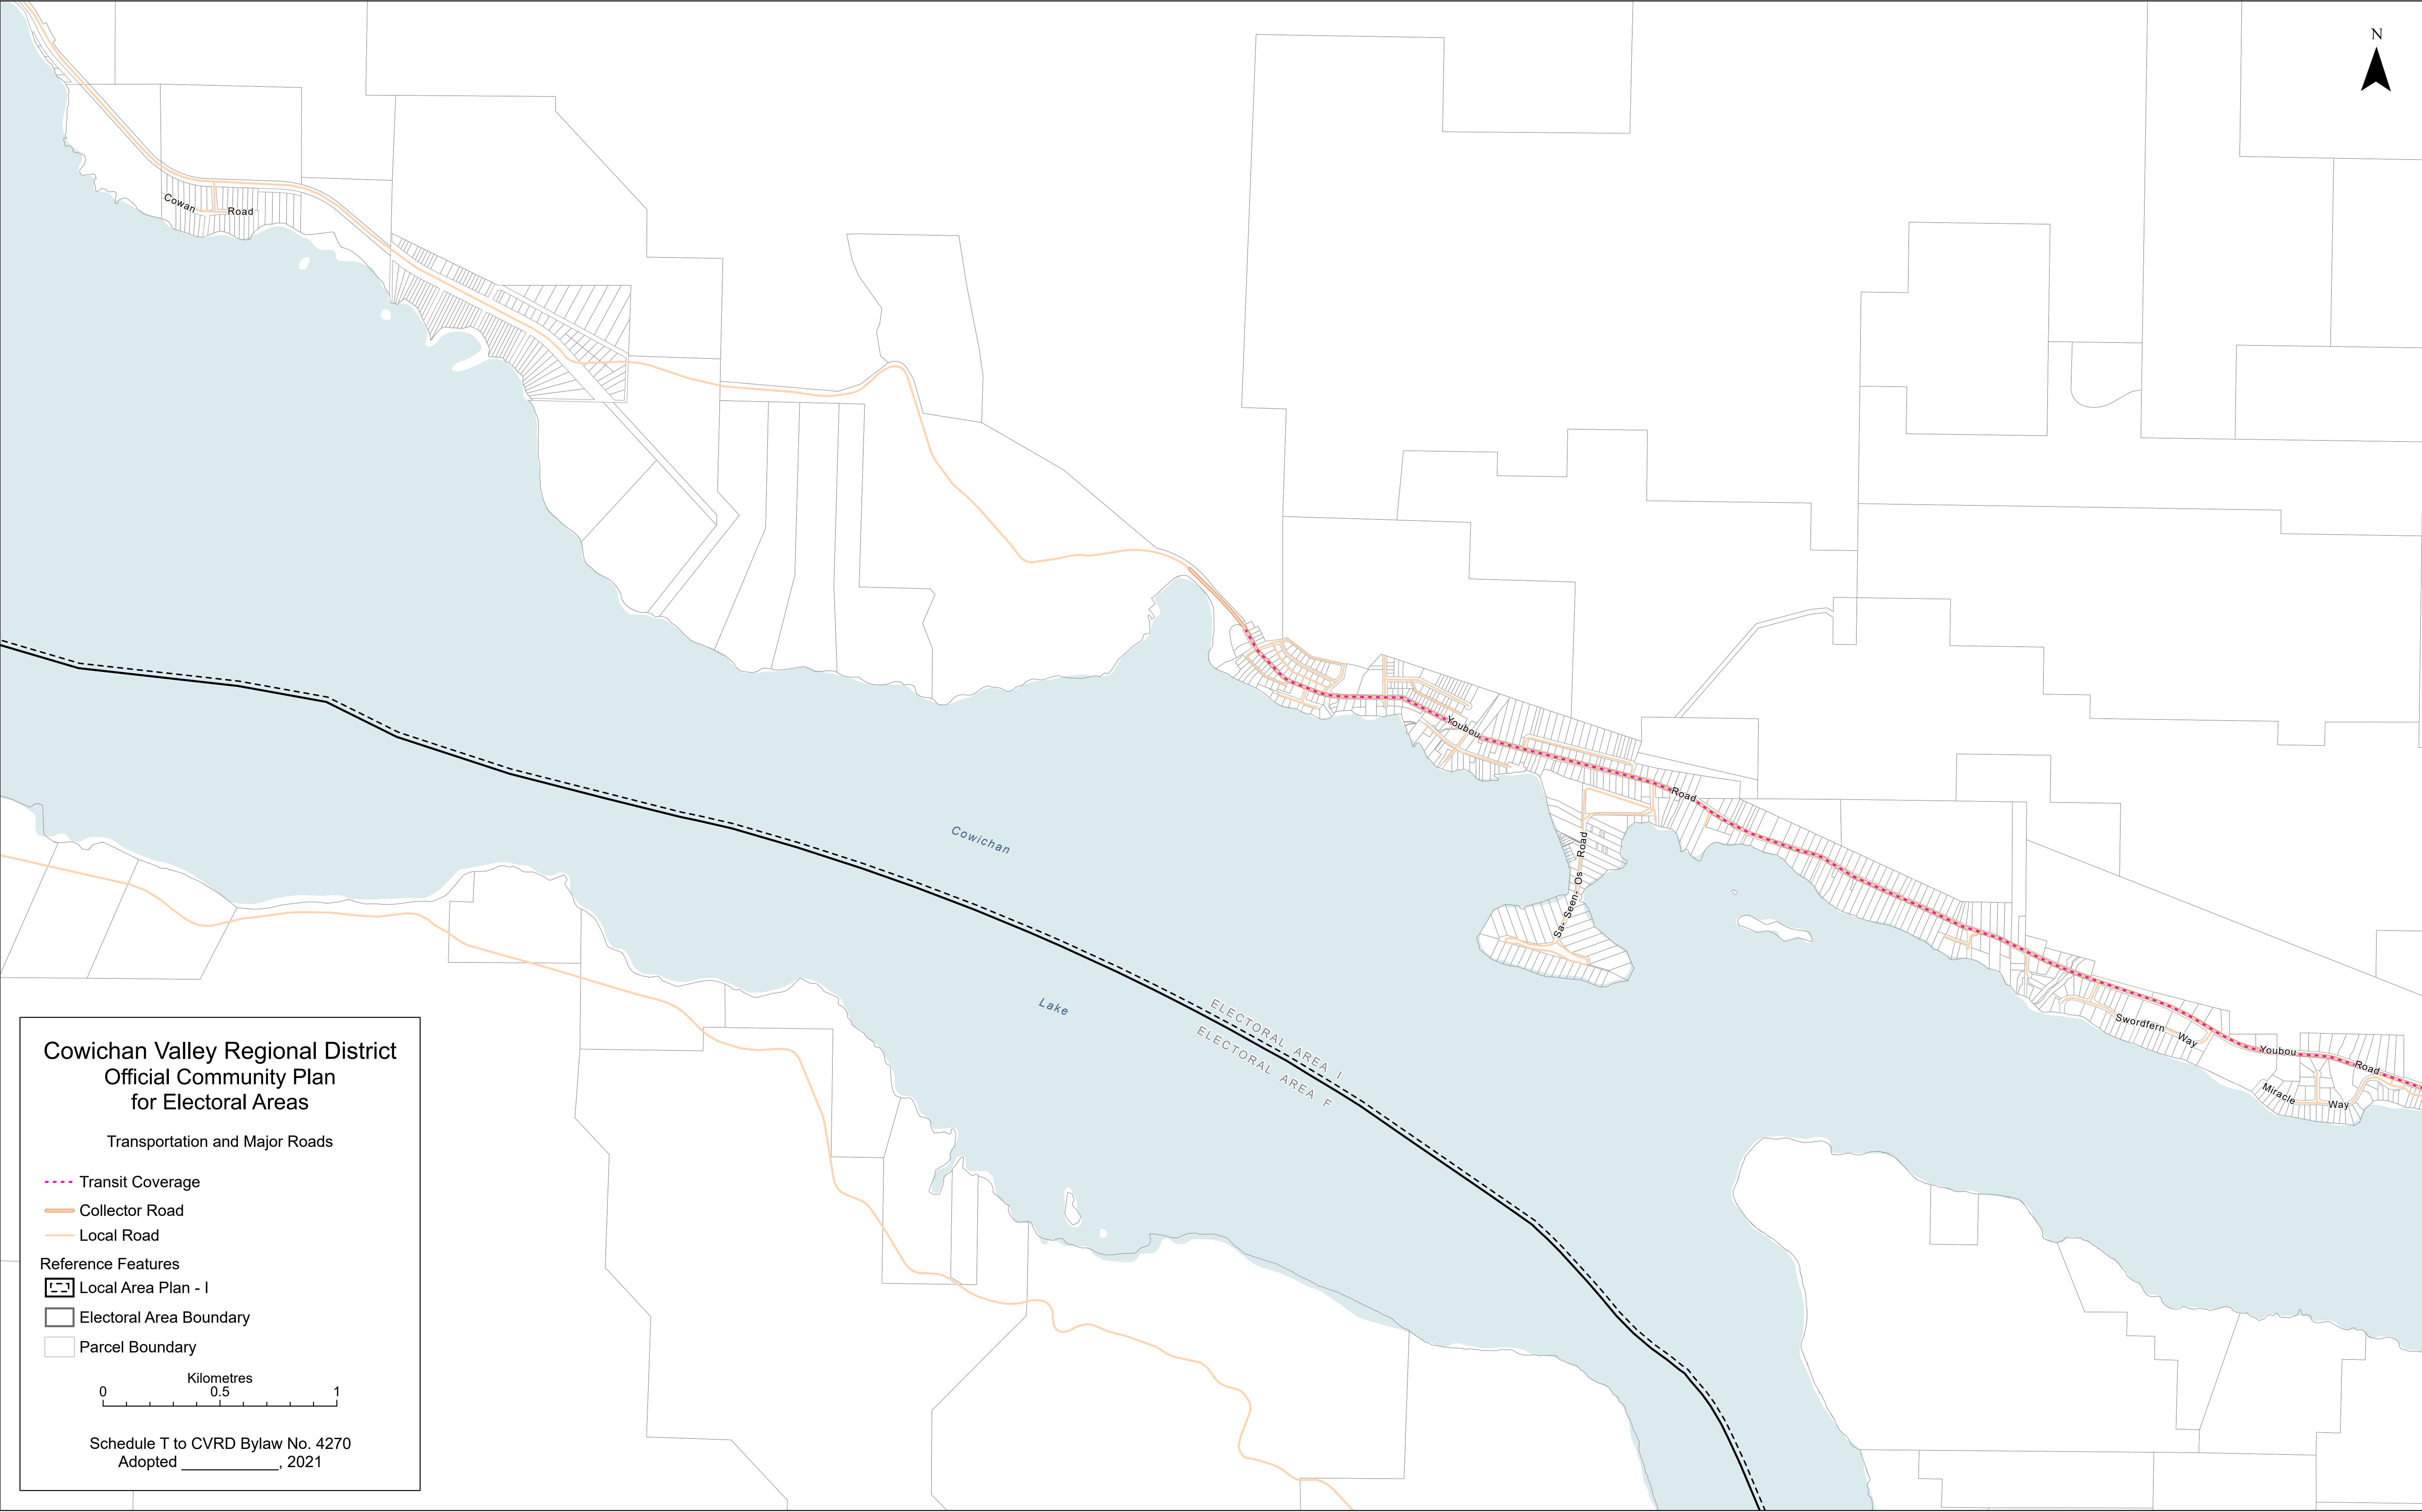 N
Cowan Road
Youbou Road
Sa- Seen- Os Road
Cowichan
Lake
ELECTORAL AREA I
ELECTORAL AREA F
Swordfern Way
Youbou Road
Miracle Way
Cowichan Valley Regional District
Official Community Plan
for Electoral Areas
Transportation and Major Roads
Transit Coverage
Collector Road
Local Road
Reference Features
Local Area Plan - I
Electoral Area Boundary
Parcel Boundary
Kilometres
0 0.5 1
Schedule T to CVRD Bylaw No. 4270
Adopted ____________, 2021